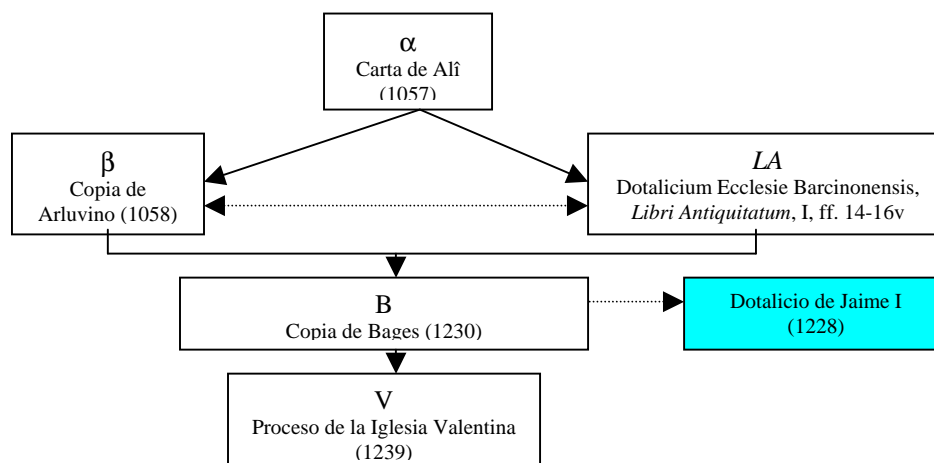 α
Carta de Alî
(1057)
β
Copia de
Arluvino (1058)
LA
Dotalicium Ecclesie Barcinonensis,
Libri Antiquitatum, I, ff. 14-16v
B
Copia de Bages (1230)
Dotalicio de Jaime I
(1228)
V
Proceso de la Iglesia Valentina
(1239)